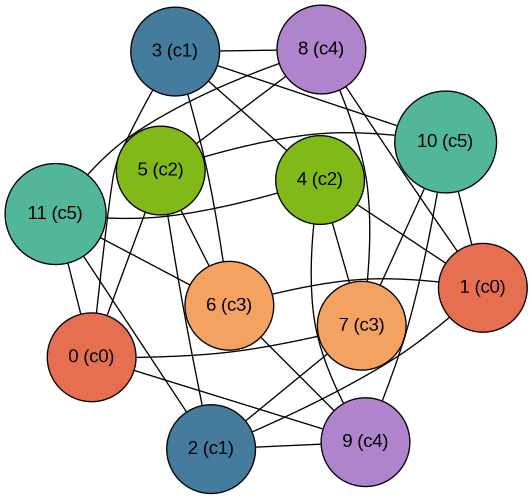 3 (c1)
8 (c4)
10 (c5)
5 (c2)
4 (c2)
11 (c5)
1 (c0)
6 (c3)
7 (c3)
0 (c0)
2 (c1)
9 (c4)